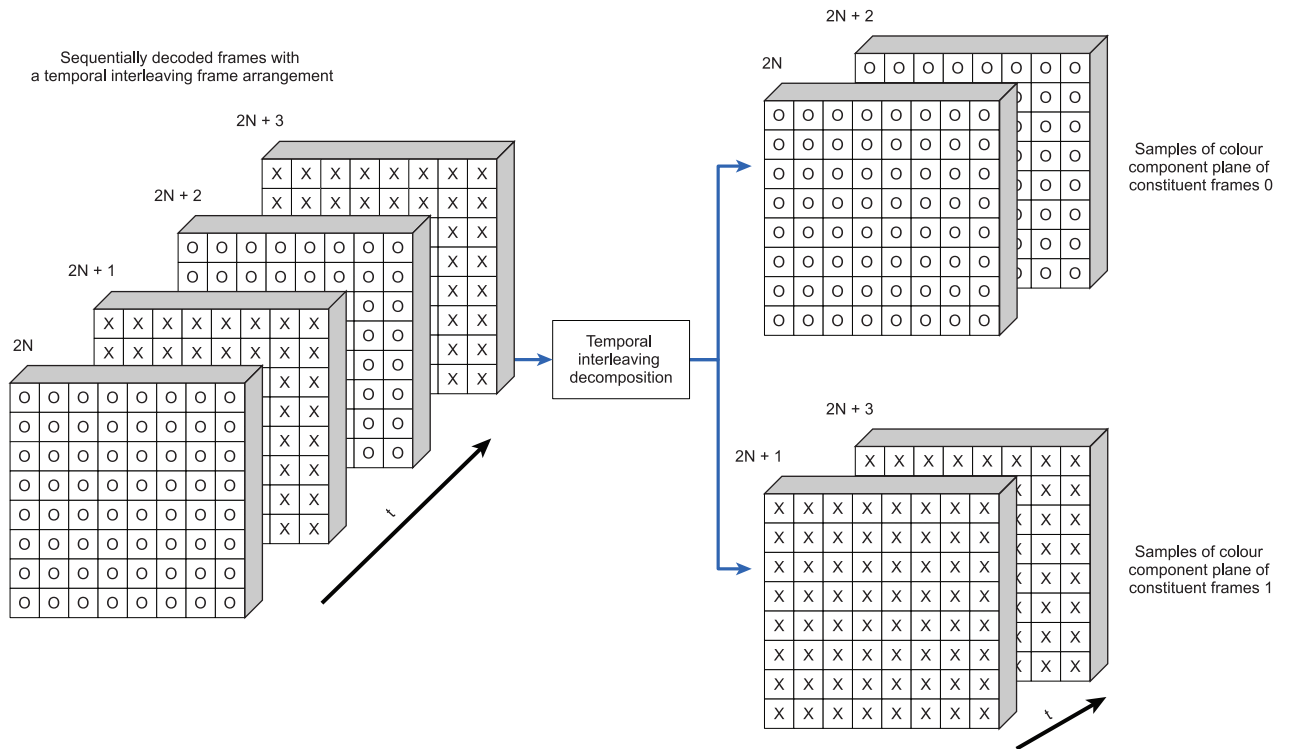 Sequentially decoded frames with
a temporal interleaving frame arrangement
2N + 3
X X X X X X X X
X X X X X X X X
X X
X X
X X
X X
X X
X X
2N + 2
O O O O O O O O
O O O O O O O O
O O
O O
O O
O O
O O
O O
2N + 1
X X X X X X X X
X X X X X X X X
X X
X X
X X
X X
X X
X X
2N
O O O O O O O O
O O O O O O O O
O O O O O O O O
O O O O O O O O
O O O O O O O O
O O O O O O O O
O O O O O O O O
O O O O O O O O
t
Temporal
interleaving
decomposition
2N + 2
O O O O O O O O
O O
O O
O O
O O
O O
O O
O O
2N
O O O O O O O O
O O O O O O O O
O O O O O O O O
O O O O O O O O
O O O O O O O O
O O O O O O O O
O O O O O O O O
O O O O O O O O
Samples of colour
component plane of
constituent frames 0
2N + 3
X X X X X X X X
X X
X X
X X
X X
X X
X X
X X
2N + 1
X X X X X X X X
X X X X X X X X
X X X X X X X X
X X X X X X X X
X X X X X X X X
X X X X X X X X
X X X X X X X X
X X X X X X X X
Samples of colour
component plane of
constituent frames 1
t